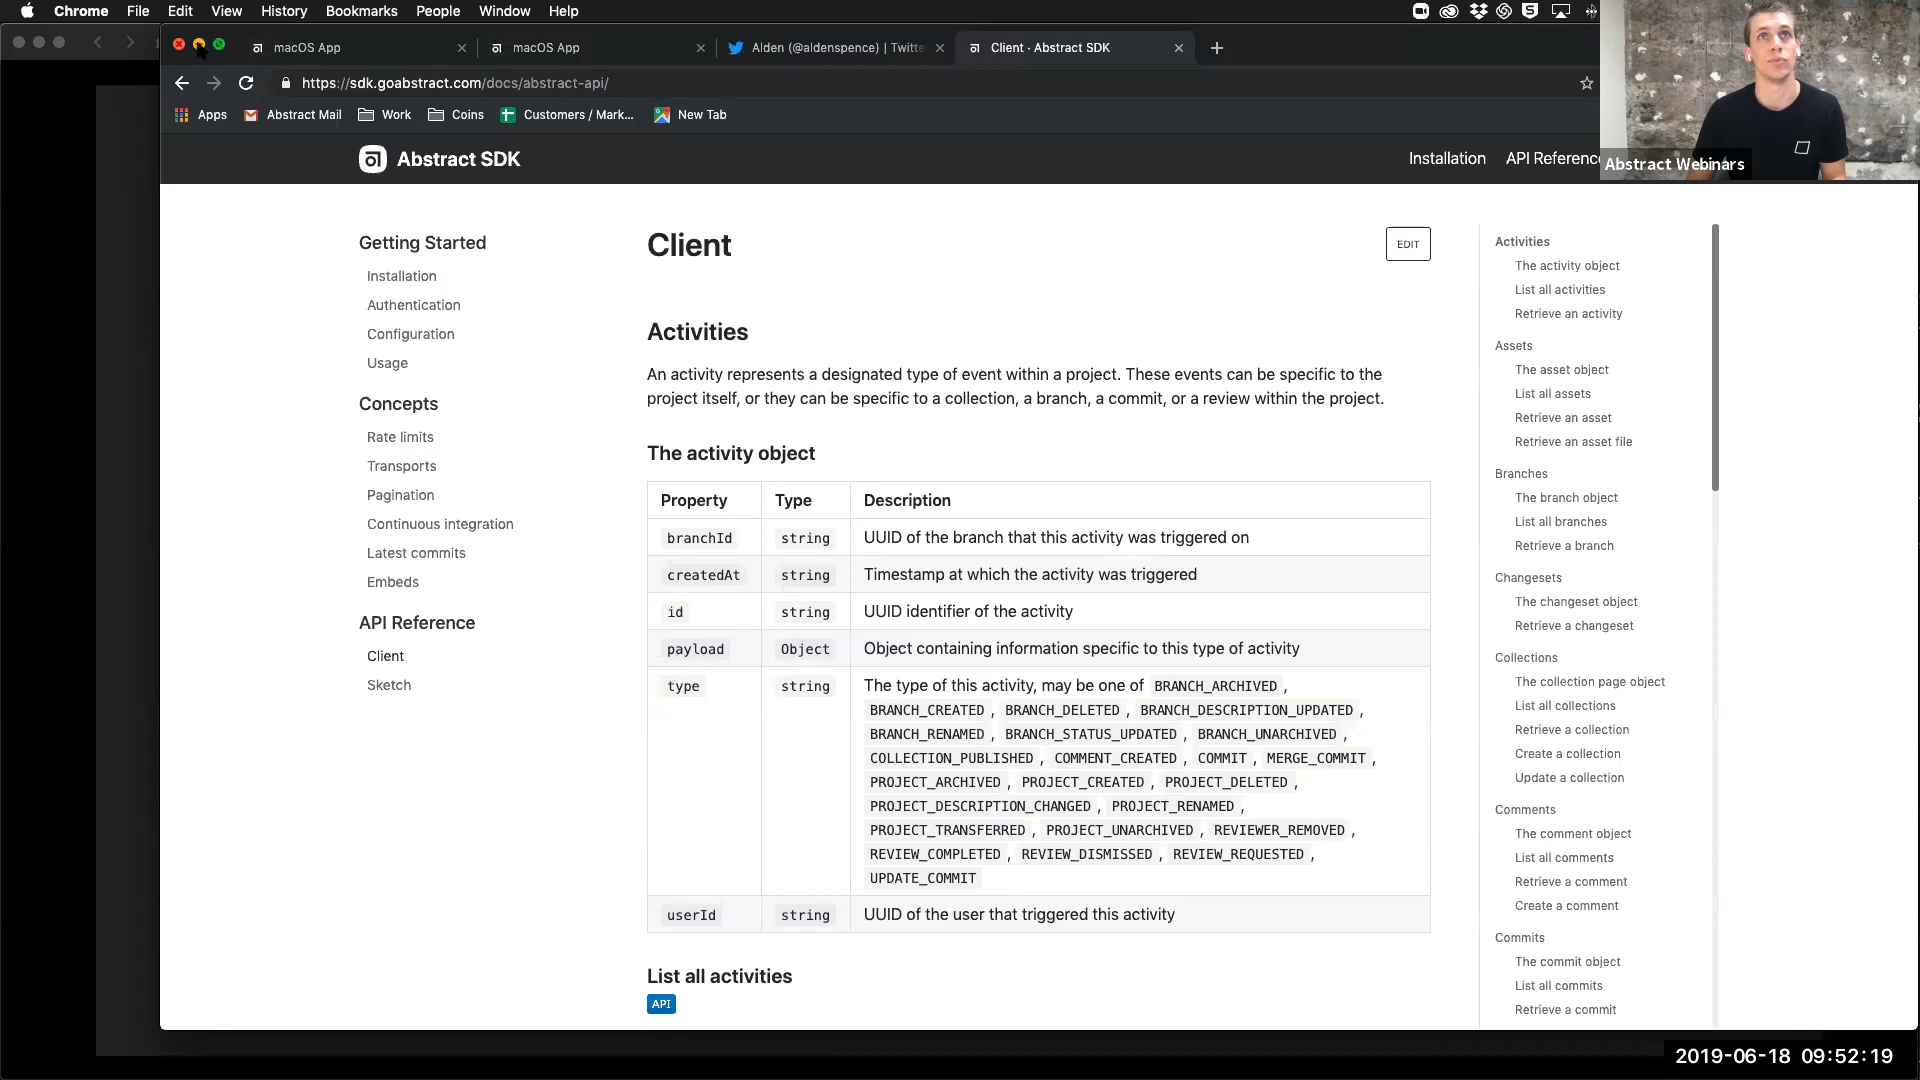 Chrome File Edit View History Bookmarks People Window Help
macOS App
macOS App
Alden (@aldenspence) | Twitte
Client · Abstract SDK
https://sdk.goabstract.com/docs/abstract-api/
Apps
Abstract Mail
Work
Coins
Customers / Mark...
New Tab
Abstract Webinars
Abstract SDK
Installation
API Reference
Getting Started
Installation
Authentication
Configuration
Usage
Concepts
Rate limits
Transports
Pagination
Continuous integration
Latest commits
Embeds
API Reference
Client
Sketch
Client
EDIT
Activities
An activity represents a designated type of event within a project. These events can be specific to the
project itself, or they can be specific to a collection, a branch, a commit, or a review within the project.
The activity object
Property Type Description
branchId string UUID of the branch that this activity was triggered on
createdAt string Timestamp at which the activity was triggered
id string UUID identifier of the activity
payload Object Object containing information specific to this type of activity
type string The type of this activity, may be one of BRANCH_ARCHIVED ,
BRANCH_CREATED , BRANCH_DELETED , BRANCH_DESCRIPTION_UPDATED ,
BRANCH_RENAMED , BRANCH_STATUS_UPDATED , BRANCH_UNARCHIVED ,
COLLECTION_PUBLISHED , COMMENT_CREATED , COMMIT , MERGE_COMMIT ,
PROJECT_ARCHIVED , PROJECT_CREATED , PROJECT_DELETED ,
PROJECT_DESCRIPTION_CHANGED , PROJECT_RENAMED ,
PROJECT_TRANSFERRED , PROJECT_UNARCHIVED , REVIEWER_REMOVED ,
REVIEW_COMPLETED , REVIEW_DISMISSED , REVIEW_REQUESTED ,
UPDATE_COMMIT
userId string UUID of the user that triggered this activity
List all activities
API
Activities
The activity object
List all activities
Retrieve an activity
Assets
The asset object
List all assets
Retrieve an asset
Retrieve an asset file
Branches
The branch object
List all branches
Retrieve a branch
Changesets
The changeset object
Retrieve a changeset
Collections
The collection page object
List all collections
Retrieve a collection
Create a collection
Update a collection
Comments
The comment object
List all comments
Retrieve a comment
Create a comment
Commits
The commit object
List all commits
Retrieve a commit
2019-06-18 09:52:19